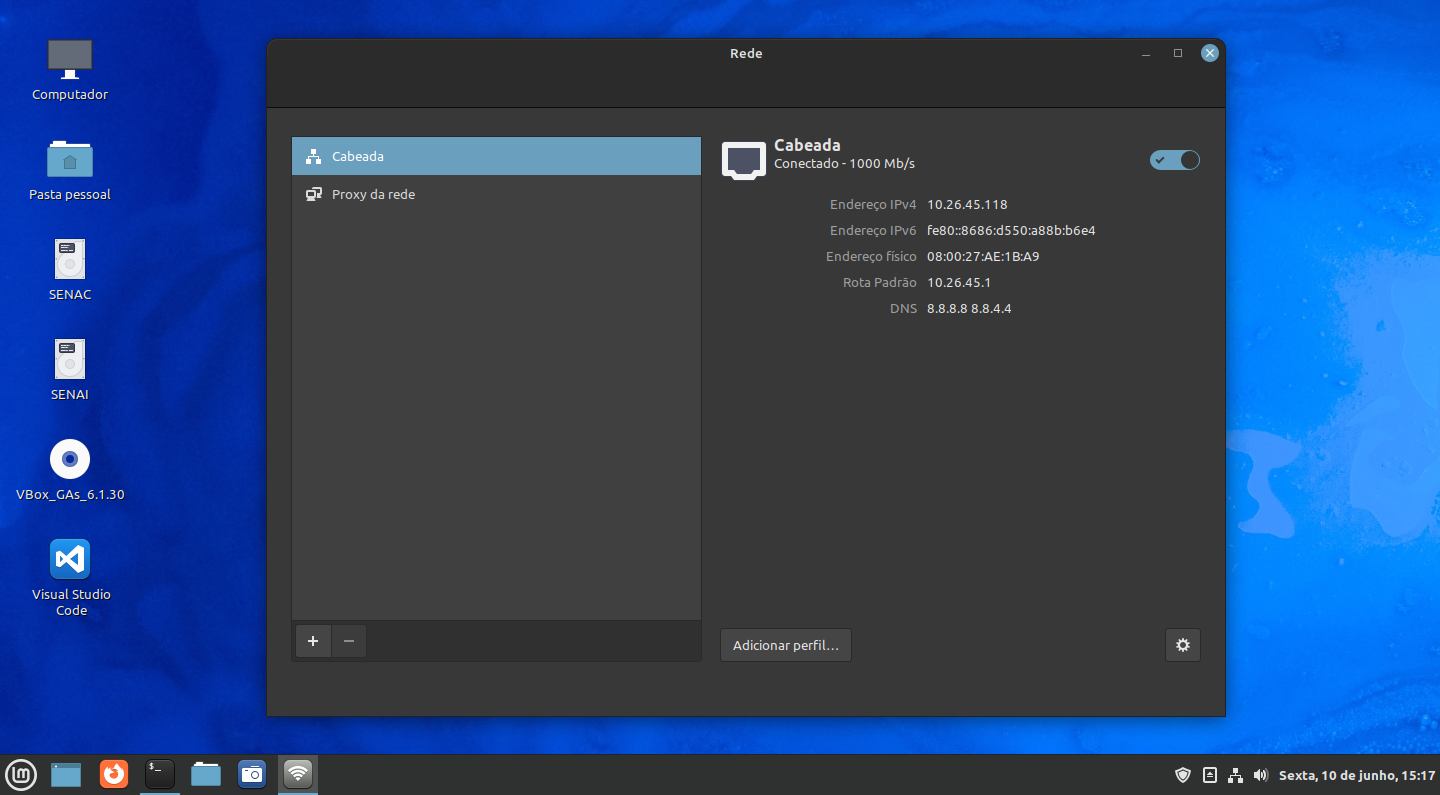 Rede
Computador
Pasta pessoal
SENAC
SENAI
VBox_GAs_6.1.30
Visual Studio
Code
Cabeada
Proxy da rede
Cabeada
Conectado - 1000 Mb/s
Endereço IPv4 10.26.45.118
Endereço IPv6 fe80::8686:d550:a88b:b6e4
Endereço físico 08:00:27:AE:1B:A9
Rota Padrão 10.26.45.1
DNS 8.8.8.8 8.8.4.4
+ −
Adicionar perfil…
$_
Sexta, 10 de junho, 15:17